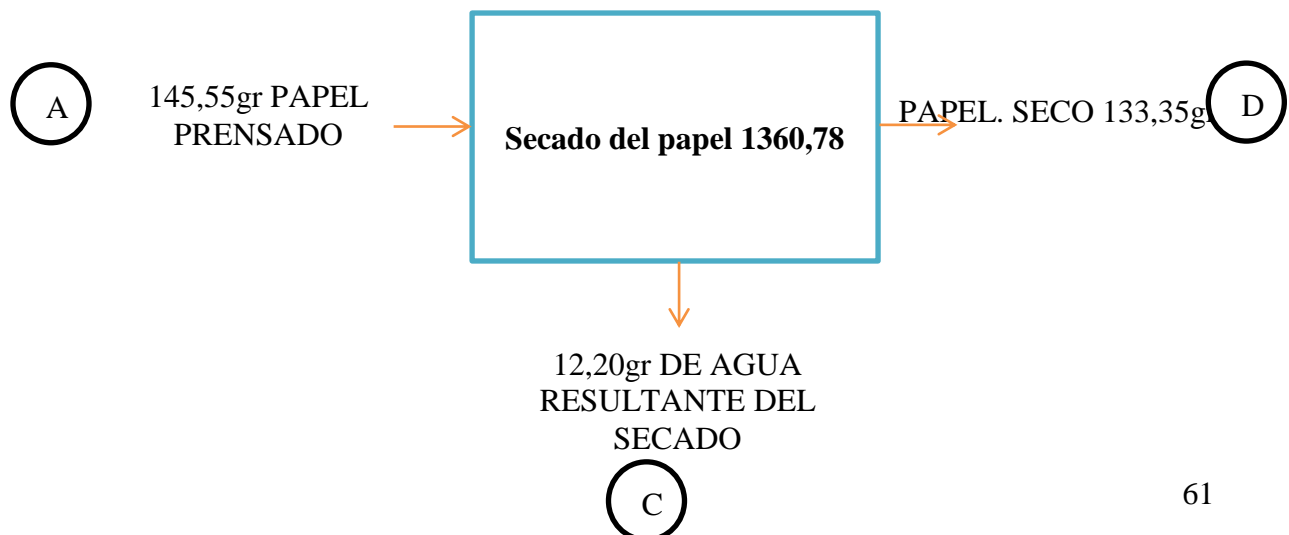 A
145,55gr PAPEL
PRENSADO
Secado del papel 1360,78
PAPEL. SECO 133,35g
D
12,20gr DE AGUA
RESULTANTE DEL
SECADO
C
61